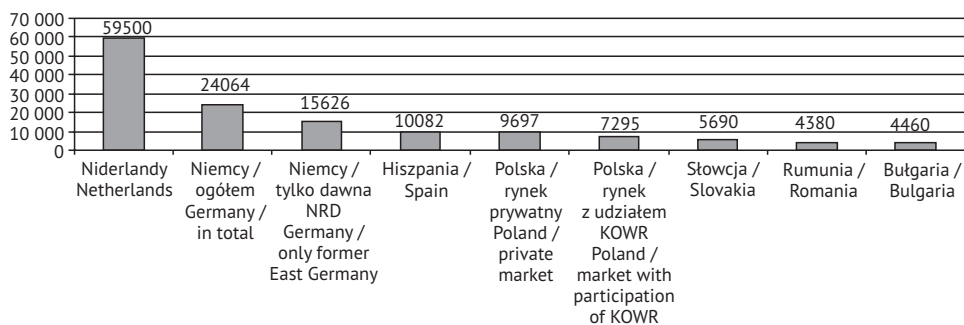 70 000
60 000
50 000
40 000
30 000
20 000
10 000
0
59500
24064
15626
10082
9697
7295
5690
4380
4460
Niderlandy
Netherlands
Niemcy /
ogółem
Germany /
in total
Niemcy /
tylko dawna
NRD
Germany /
only former
East Germany
Hiszpania /
Spain
Polska /
rynek
prywatny
Poland /
private
market
Polska /
rynek
z udziałem
KOWR
Poland /
market with
participation
of KOWR
Słowcja /
Slovakia
Rumunia /
Romania
Bułgaria /
Bulgaria